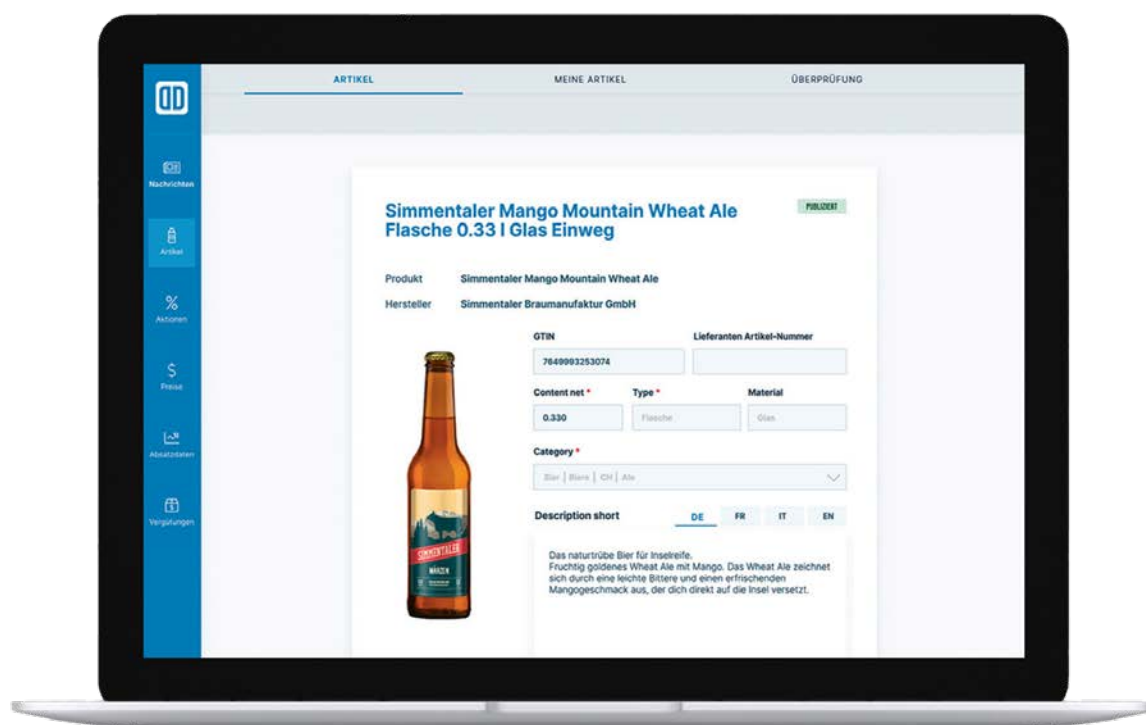 ARTIKEL
MEINE ARTIKEL
ÜBERPRÜFUNG
Nachrichten
Artikel
Aktionen
Preise
Absatzdaten
Vergütungen
Simmentaler Mango Mountain Wheat Ale
Flasche 0.33 l Glas Einweg
PUBLIZIERT
Produkt Simmentaler Mango Mountain Wheat Ale
Hersteller Simmentaler Braumanufaktur GmbH
GTIN
Lieferanten Artikel-Nummer
7649993253074
Content net *
Type *
Material
0.330
Flasche
Glas
Category *
Bier | Biere | CH | Ale
Description short
DE
FR
IT
EN
Das naturtrübe Bier für Inselreife.
Fruchtig goldenes Wheat Ale mit Mango. Das Wheat Ale zeichnet
sich durch eine leichte Bittere und einen erfrischenden
Mangogeschmack aus, der dich direkt auf die Insel versetzt.
SIMMENTALER
MÄRZEN